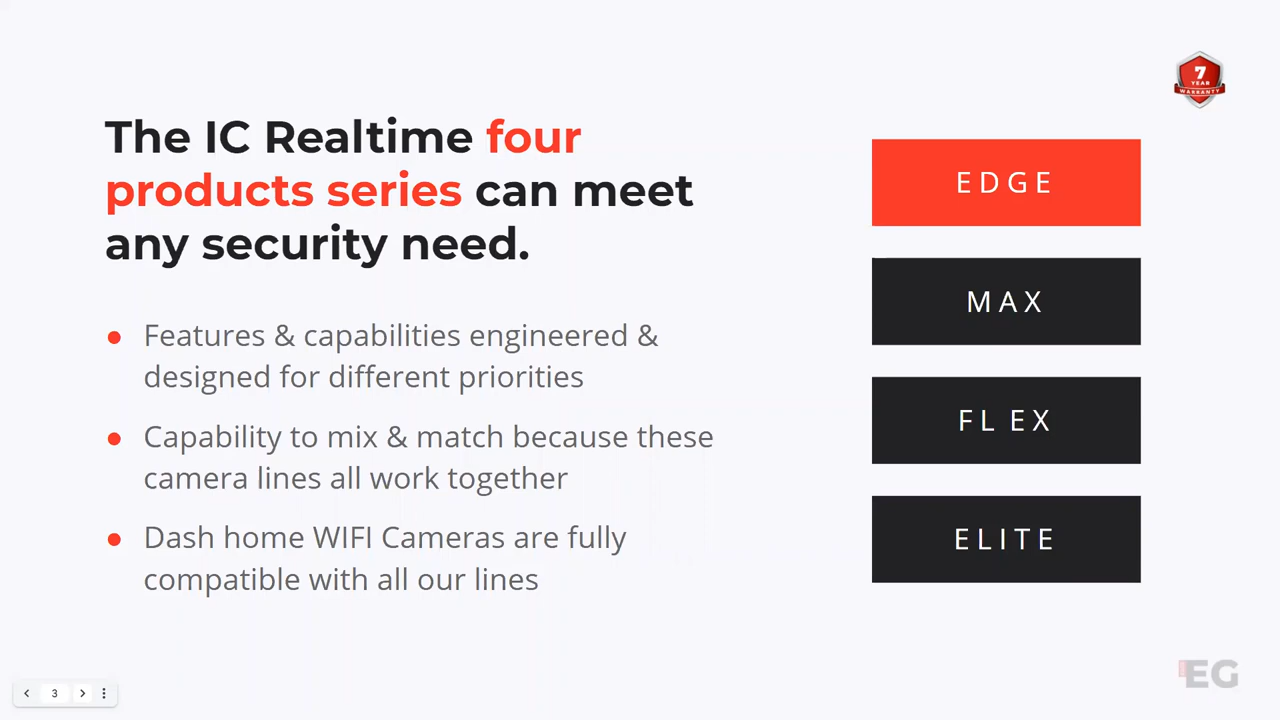 7
YEAR
WARRANTY
The IC Realtime four
products series can meet
any security need.
● Features & capabilities engineered &
designed for different priorities
● Capability to mix & match because these
camera lines all work together
● Dash home WIFI Cameras are fully
compatible with all our lines
EDGE
MAX
FLEX
ELITE
3
EG